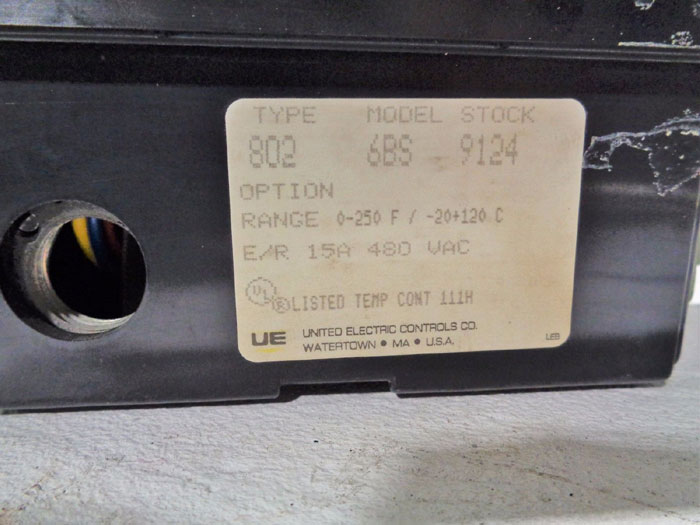 TYPE MODEL STOCK
802 6BS 9124
OPTION
RANGE 0-250 F / -20+120 C
E/R 15A 480 VAC
UL ® LISTED TEMP CONT 111H
UE UNITED ELECTRIC CONTROLS CO.
WATERTOWN • MA • U.S.A.